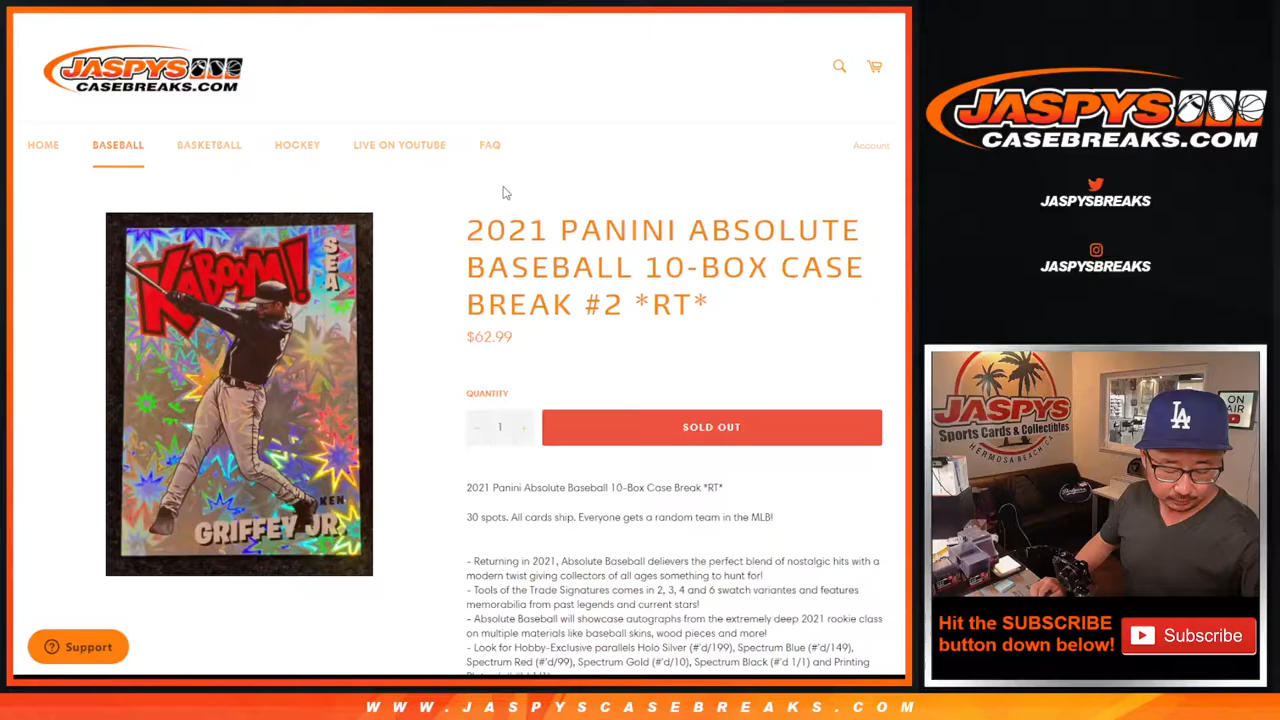 JASPYS
CASEBREAKS.COM
HOME
BASEBALL
BASKETBALL
HOCKEY
LIVE ON YOUTUBE
FAQ
Account
KABOOM!
SEA
KEN
GRIFFEY JR.
2021 PANINI ABSOLUTE
BASEBALL 10-BOX CASE
BREAK #2 *RT*
$62.99
QUANTITY
− 1 +
SOLD OUT
2021 Panini Absolute Baseball 10-Box Case Break *RT*
30 spots. All cards ship. Everyone gets a random team in the MLB!
- Returning in 2021, Absolute Baseball delivers the perfect blend of nostalgic hits with a
modern twist giving collectors of all ages something to hunt for!
- Tools of the Trade Signatures comes in 2, 3, 4 and 6 swatch variantes and features
memorabilia from past legends and current stars!
- Absolute Baseball will showcase autographs from the extremely deep 2021 rookie class
on multiple materials like baseball skins, wood pieces and more!
- Look for Hobby-Exclusive parallels Holo Silver (#'d/199), Spectrum Blue (#'d/149),
Spectrum Red (#'d/99), Spectrum Gold (#'d/10), Spectrum Black (#'d 1/1) and Printing
Support
JASPYS
CASEBREAKS.COM
JASPYSBREAKS
JASPYSBREAKS
JASPYS
Sports Cards & Collectibles
HERMOSA BEACH, CA
ON
AIR
LA
Dodgers
Hit the SUBSCRIBE
button down below!
Subscribe
WWW.JASPYSCASEBREAKS.COM